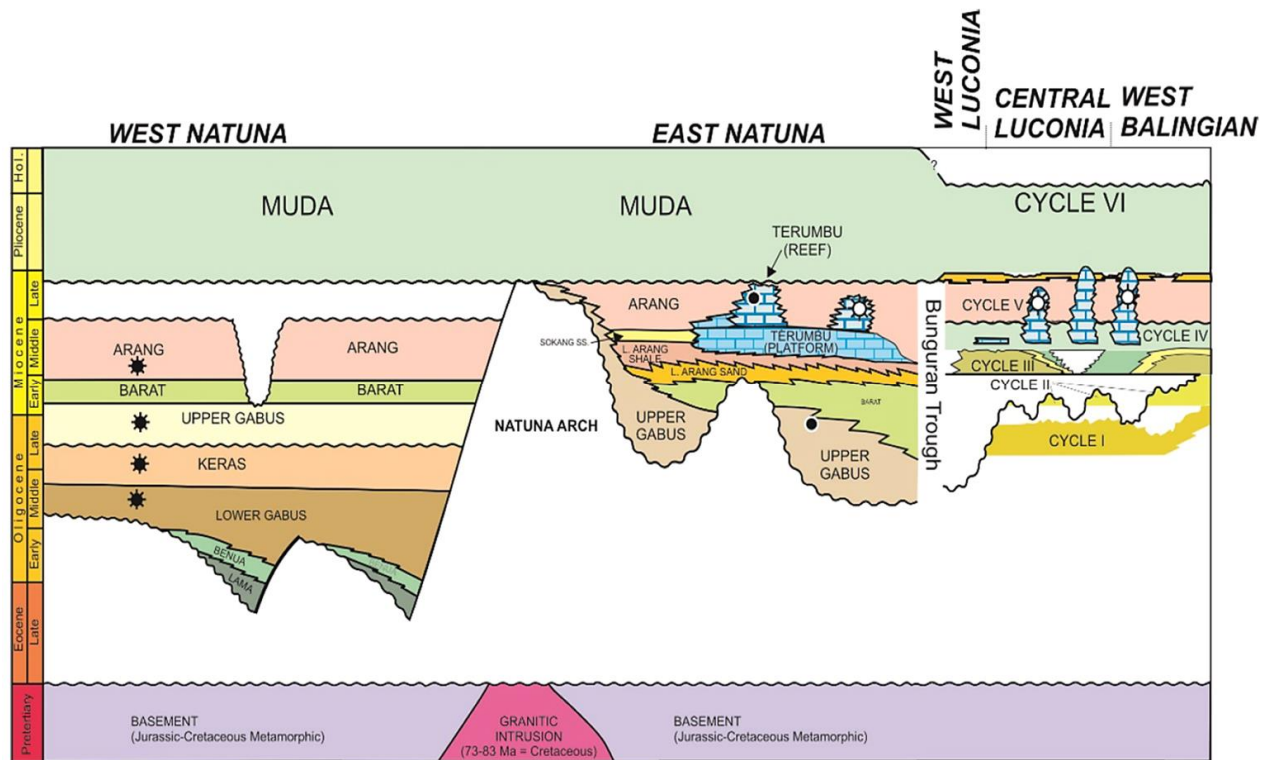 WEST NATUNA
EAST NATUNA
WEST
LUCONIA
CENTRAL
LUCONIA
WEST
BALINGIAN
Hol.
Pliocene
Miocene
Late
Middle
Early
Oligocene
Late
Middle
Early
Eocene
Late
Pretertiary
MUDA
MUDA
?
CYCLE VI
TERUMBU
(REEF)
ARANG
ARANG
BARAT
BARAT
UPPER GABUS
KERAS
LOWER GABUS
BENUA
LAMA
BENUA
NATUNA ARCH
ARANG
SOKANG SS.
L. ARANG
SHALE
TERUMBU
(PLATFORM)
L. ARANG SAND
BARAT
UPPER
GABUS
UPPER
GABUS
Bunguran Trough
CYCLE V
CYCLE IV
CYCLE III
CYCLE II
CYCLE I
BASEMENT
(Jurassic-Cretaceous Metamorphic)
GRANITIC
INTRUSION
(73-83 Ma = Cretaceous)
BASEMENT
(Jurassic-Cretaceous Metamorphic)